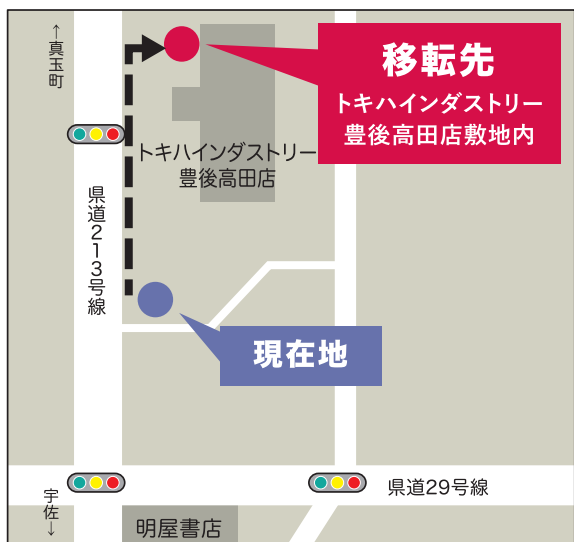 ↑真玉町
移転先
トキハインダストリー
豊後高田店敷地内
トキハインダストリー
豊後高田店
県道213号線
現在地
県道29号線
宇佐↓
明屋書店